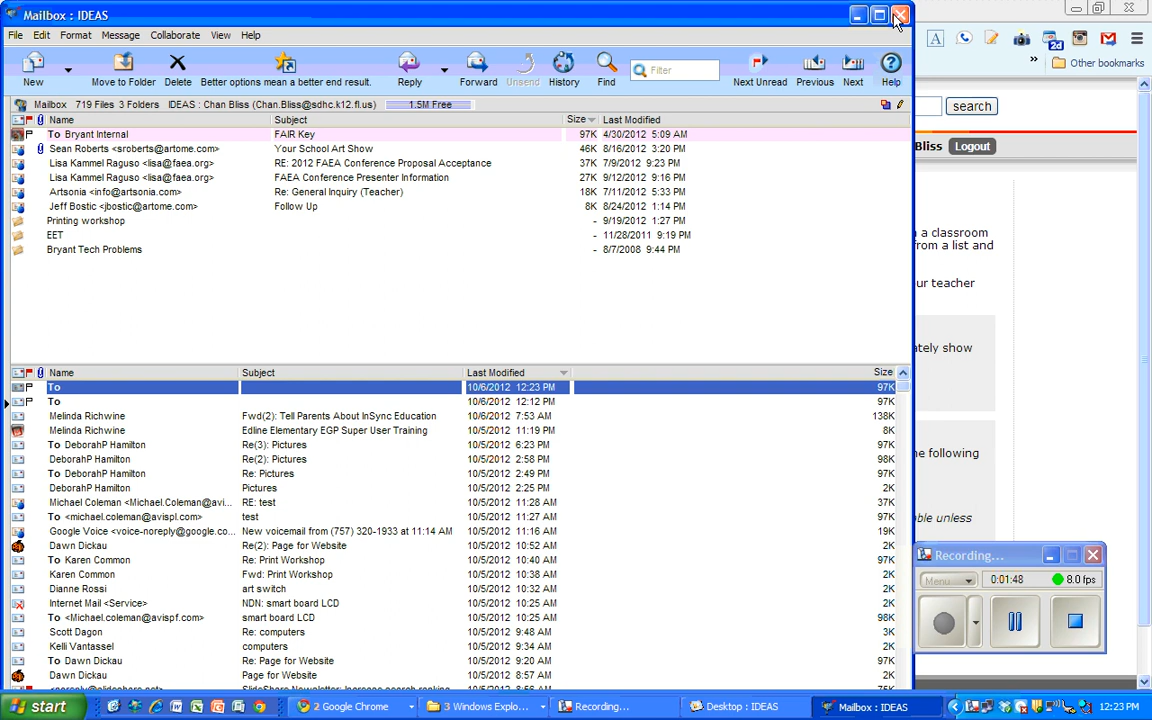 Mailbox : IDEAS
File Edit Format Message Collaborate View Help
New Move to Folder Delete Better options mean a better end result. Reply Forward Unsend History Find Filter Next Unread Previous Next Help
Mailbox 719 Files 3 Folders IDEAS : Chan Bliss (Chan.Bliss@sdhc.k12.fl.us) 1.5M Free
Name Subject Size Last Modified
To Bryant Internal FAIR Key 97K 4/30/2012 5:09 AM
Sean Roberts <sroberts@artome.com> Your School Art Show 46K 8/16/2012 3:20 PM
Lisa Kammel Raguso <lisa@faea.org> RE: 2012 FAEA Conference Proposal Acceptance 37K 7/9/2012 9:23 PM
Lisa Kammel Raguso <lisa@faea.org> FAEA Conference Presenter Information 27K 9/12/2012 9:16 PM
Artsonia <info@artsonia.com> Re: General Inquiry (Teacher) 18K 7/11/2012 5:33 PM
Jeff Bostic <jbostic@artome.com> Follow Up 8K 8/24/2012 1:14 PM
Printing workshop - 9/19/2012 1:27 PM
EET - 11/28/2011 9:19 PM
Bryant Tech Problems - 8/7/2008 9:44 PM
Name Subject Last Modified Size
To 10/6/2012 12:23 PM 97K
To 10/6/2012 12:12 PM 97K
Melinda Richwine Fwd(2): Tell Parents About InSync Education 10/6/2012 7:53 AM 138K
Melinda Richwine Edline Elementary EGP Super User Training 10/5/2012 11:19 PM 8K
To DeborahP Hamilton Re(3): Pictures 10/5/2012 6:23 PM 97K
DeborahP Hamilton Re(2): Pictures 10/5/2012 2:58 PM 98K
To DeborahP Hamilton Re: Pictures 10/5/2012 2:49 PM 97K
DeborahP Hamilton Pictures 10/5/2012 2:25 PM 2K
Michael Coleman <Michael.Coleman@avi... RE: test 10/5/2012 11:28 AM 37K
To <michael.coleman@avispl.com> test 10/5/2012 11:27 AM 97K
Google Voice <voice-noreply@google.co... New voicemail from (757) 320-1933 at 11:14 AM 10/5/2012 11:16 AM 19K
Dawn Dickau Re(2): Page for Website 10/5/2012 10:52 AM 2K
To Karen Common Re: Print Workshop 10/5/2012 10:40 AM 97K
Karen Common Fwd: Print Workshop 10/5/2012 10:38 AM 2K
Dianne Rossi art switch 10/5/2012 10:32 AM 2K
Internet Mail <Service> NDN: smart board LCD 10/5/2012 10:25 AM 2K
To <Michael.coleman@avispf.com> smart board LCD 10/5/2012 10:25 AM 98K
Scott Dagon Re: computers 10/5/2012 9:48 AM 3K
Kelli Vantassel computers 10/5/2012 9:34 AM 2K
To Dawn Dickau Re: Page for Website 10/5/2012 9:20 AM 97K
Dawn Dickau Page for Website 10/5/2012 8:57 AM 2K
2d
» Other bookmarks
search
Bliss Logout
n a classroom
from a list and
ur teacher
ately show
he following
able unless
Recording...
Menu 0:01:48 8.0 fps
start 2 Google Chrome 3 Windows Explo... Recording... Desktop : IDEAS Mailbox : IDEAS 12:23 PM